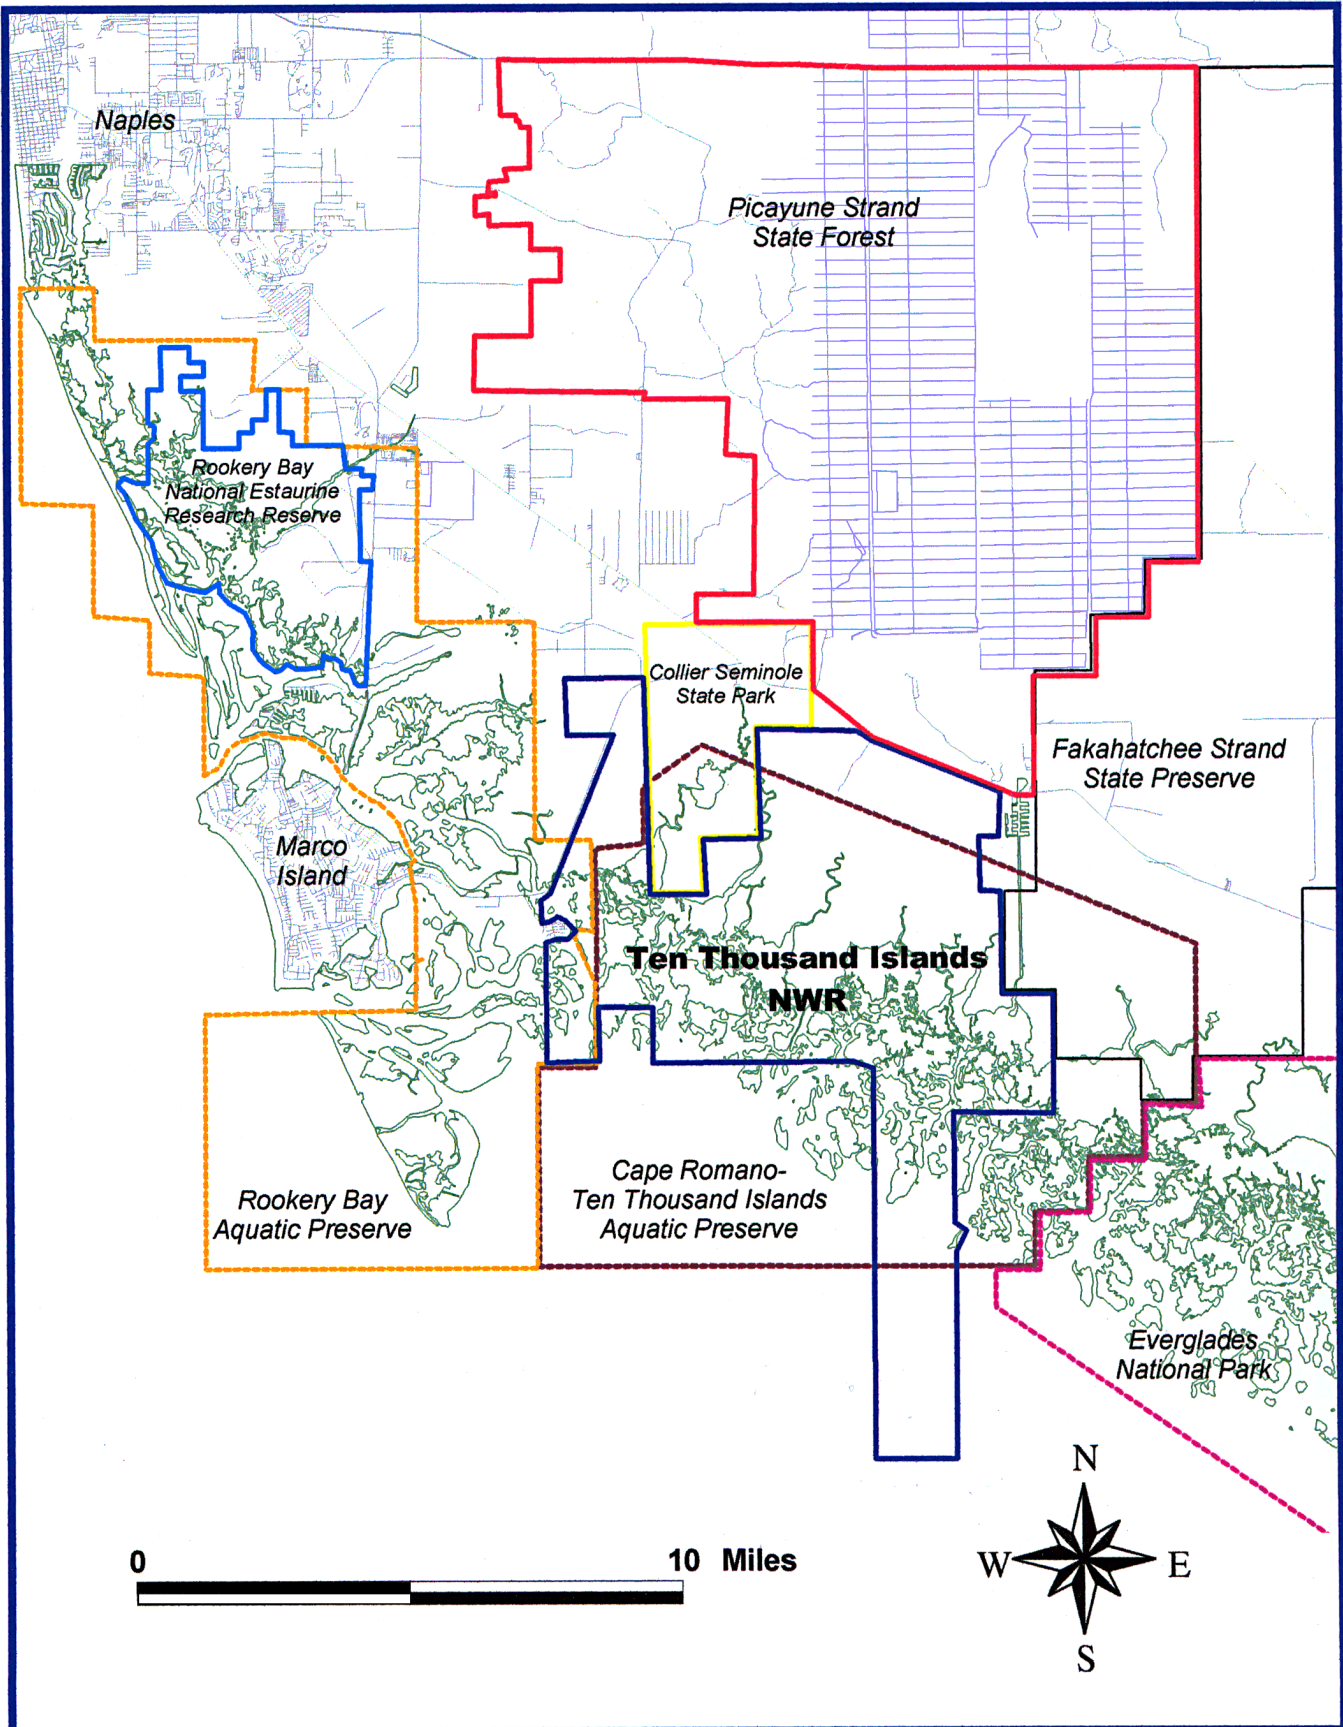 Naples
Picayune Strand
State Forest
Rookery Bay
National Estaurine
Research Reserve
Collier Seminole
State Park
Fakahatchee Strand
State Preserve
Marco
Island
Ten Thousand Islands
NWR
Cape Romano-
Ten Thousand Islands
Aquatic Preserve
Rookery Bay
Aquatic Preserve
Everglades
National Park
N
W E
S
0 10 Miles